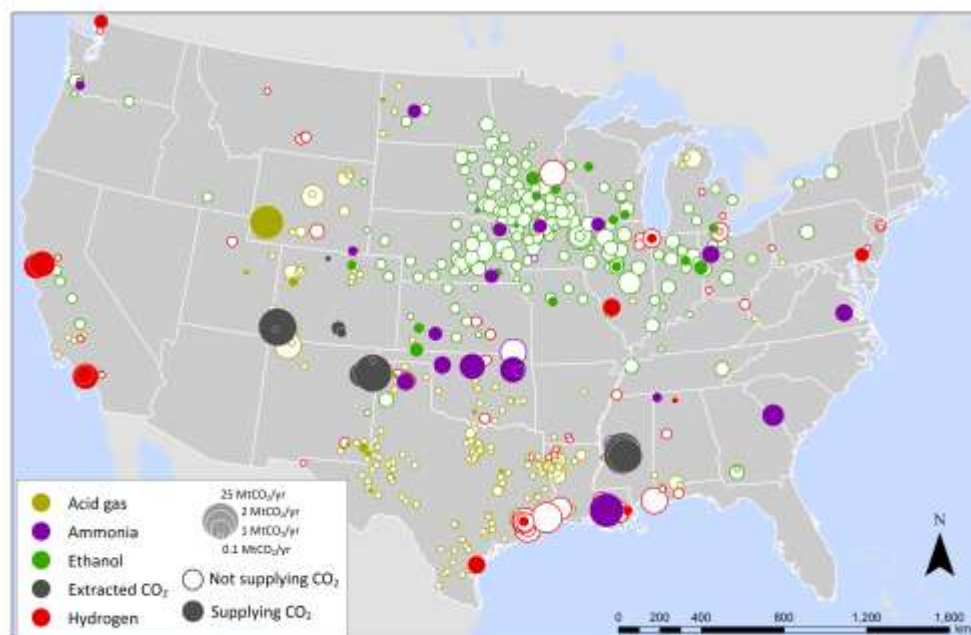 Acid gas
Ammonia
Ethanol
Extracted CO₂
Hydrogen
25 MtCO₂/yr
2 MtCO₂/yr
1 MtCO₂/yr
0.1 MtCO₂/yr
Not supplying CO₂
Supplying CO₂
N
0 200 400 800 1,200 1,600
km